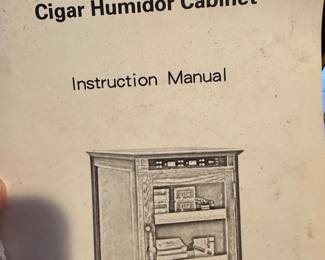 Cigar Humidor Cabinet
Instruction Manual